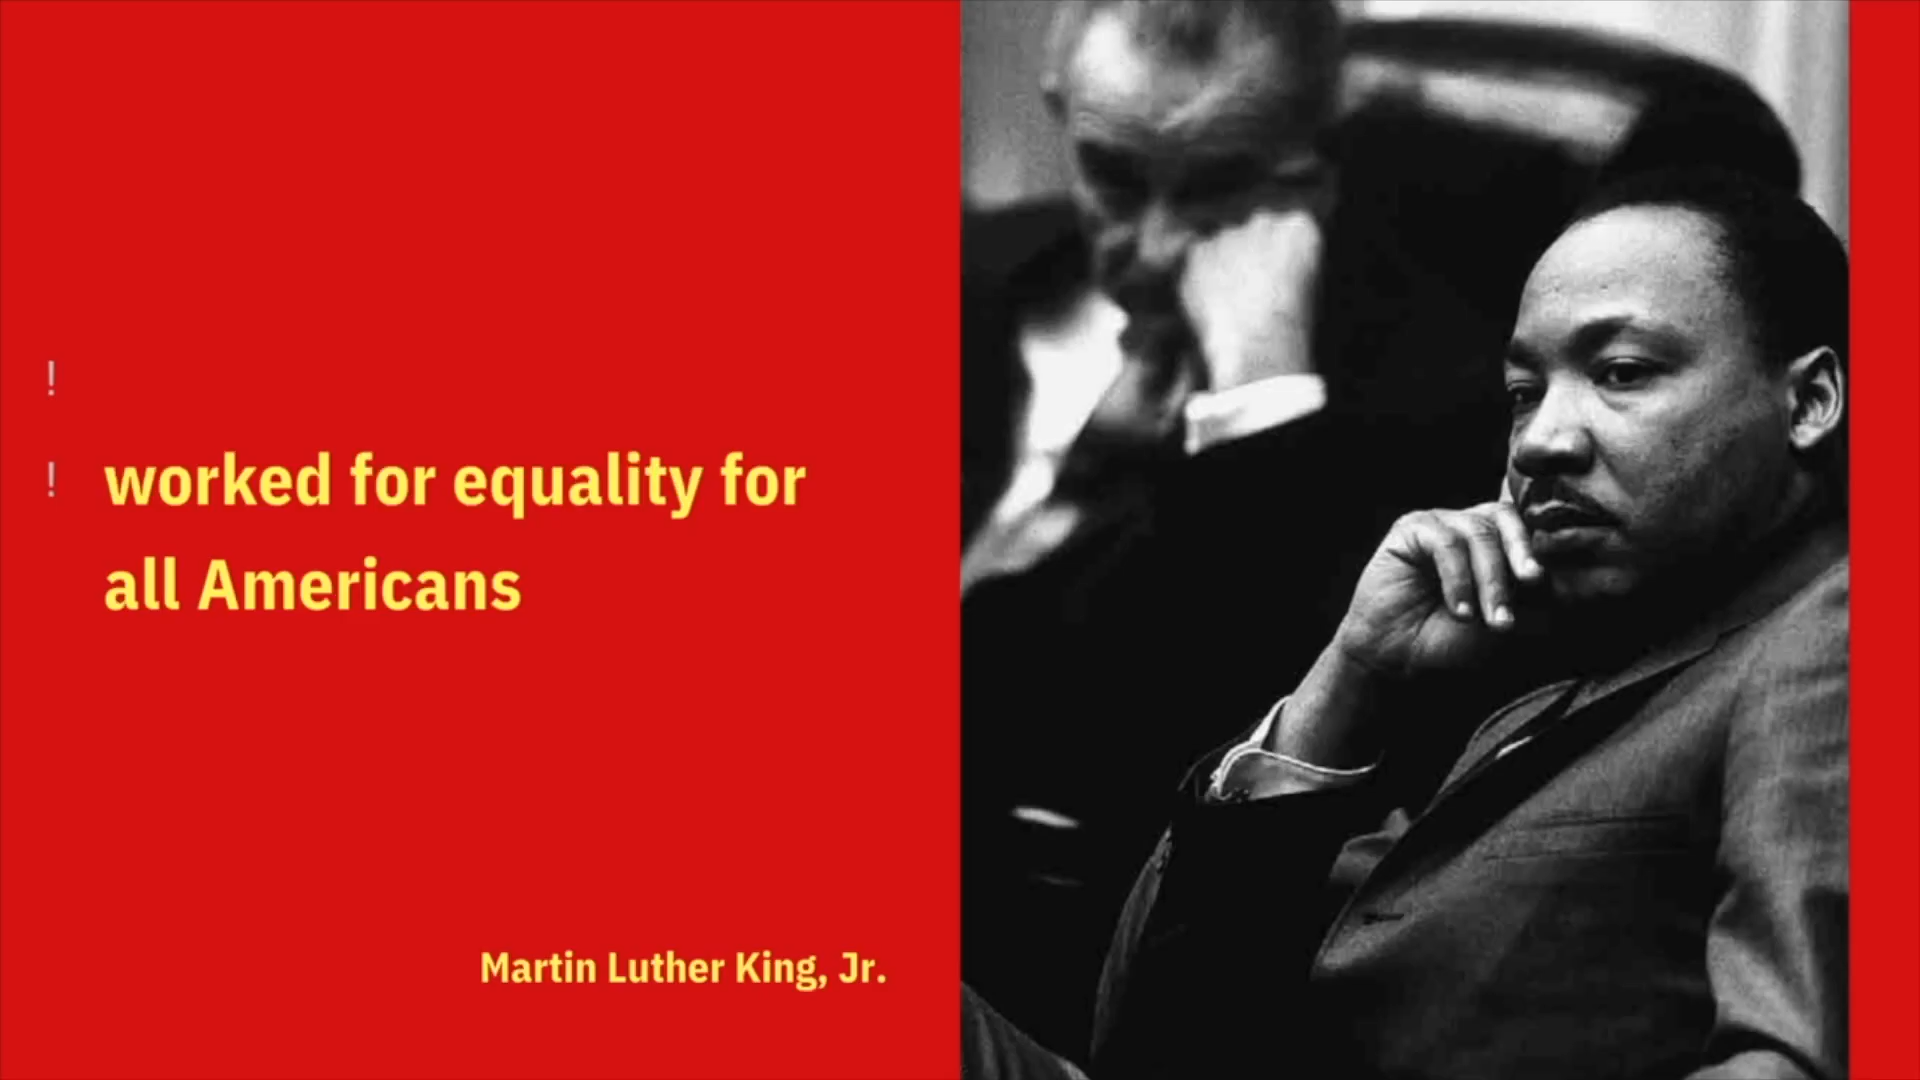 !
! worked for equality for
all Americans
Martin Luther King, Jr.